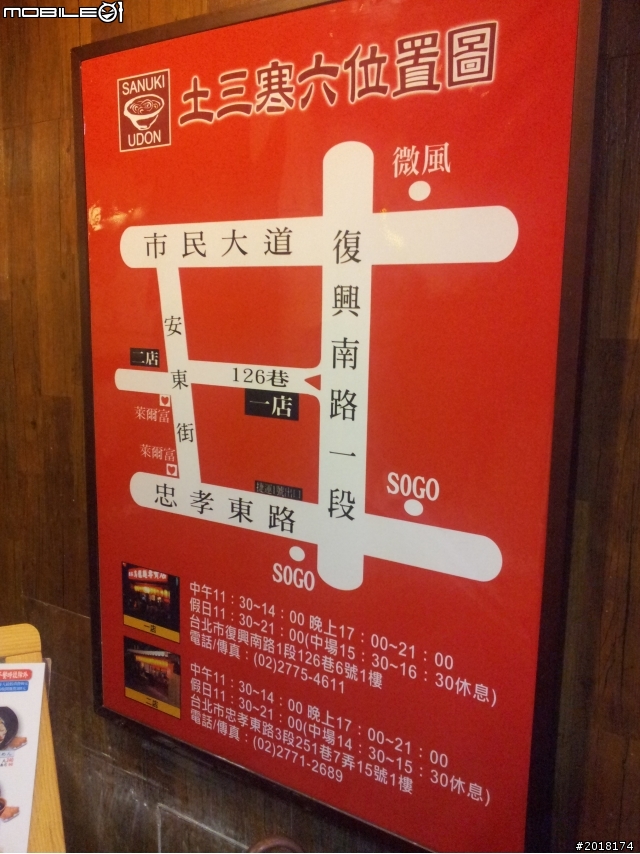 MOBILE01
SANUKI
UDON
土三寒六位置圖
微風
市民大道
復興南路一段
安東街
二店
126巷
一店
萊爾富
萊爾富
捷運1號出口
SOGO
忠孝東路
SOGO
一店
中午11：30~14：00 晚上17：00~21：00
假日11：30~21：00(中場15：30~16：30休息)
台北市復興南路1段126巷6號1樓
電話/傳真：(02)2775-4611
二店
中午11：30~14：00 晚上17：00~21：00
假日11：30~21：00(中場14：30~15：30休息)
台北市忠孝東路3段251巷7弄15號1樓
電話/傳真：(02)2771-2689
#2018174